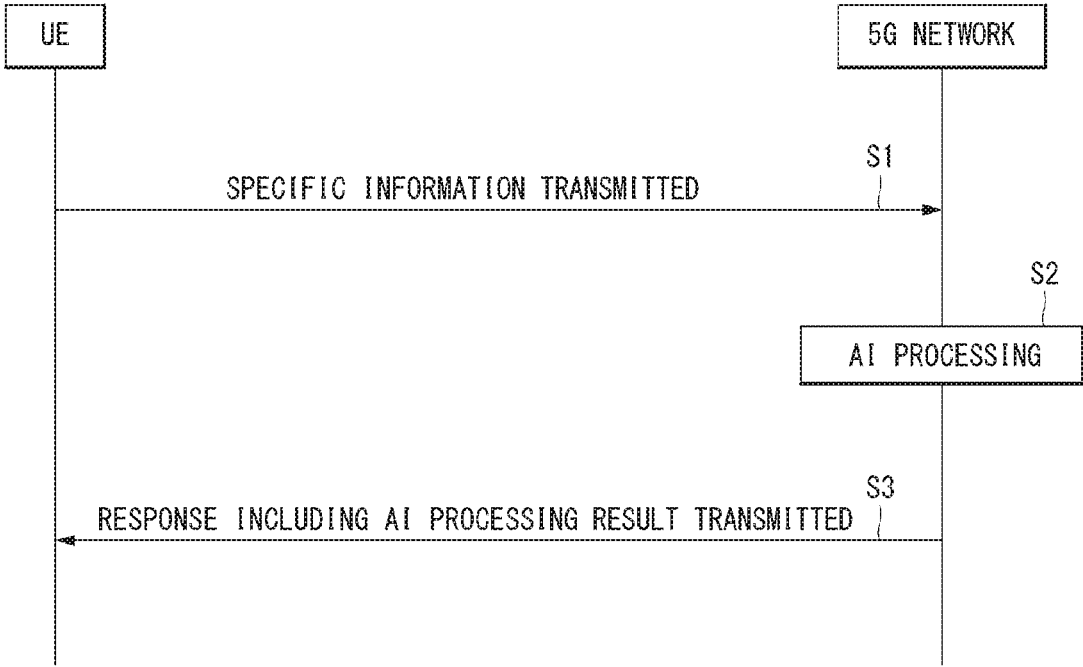 UE
5G NETWORK
S1
SPECIFIC INFORMATION TRANSMITTED
S2
AI PROCESSING
S3
RESPONSE INCLUDING AI PROCESSING RESULT TRANSMITTED